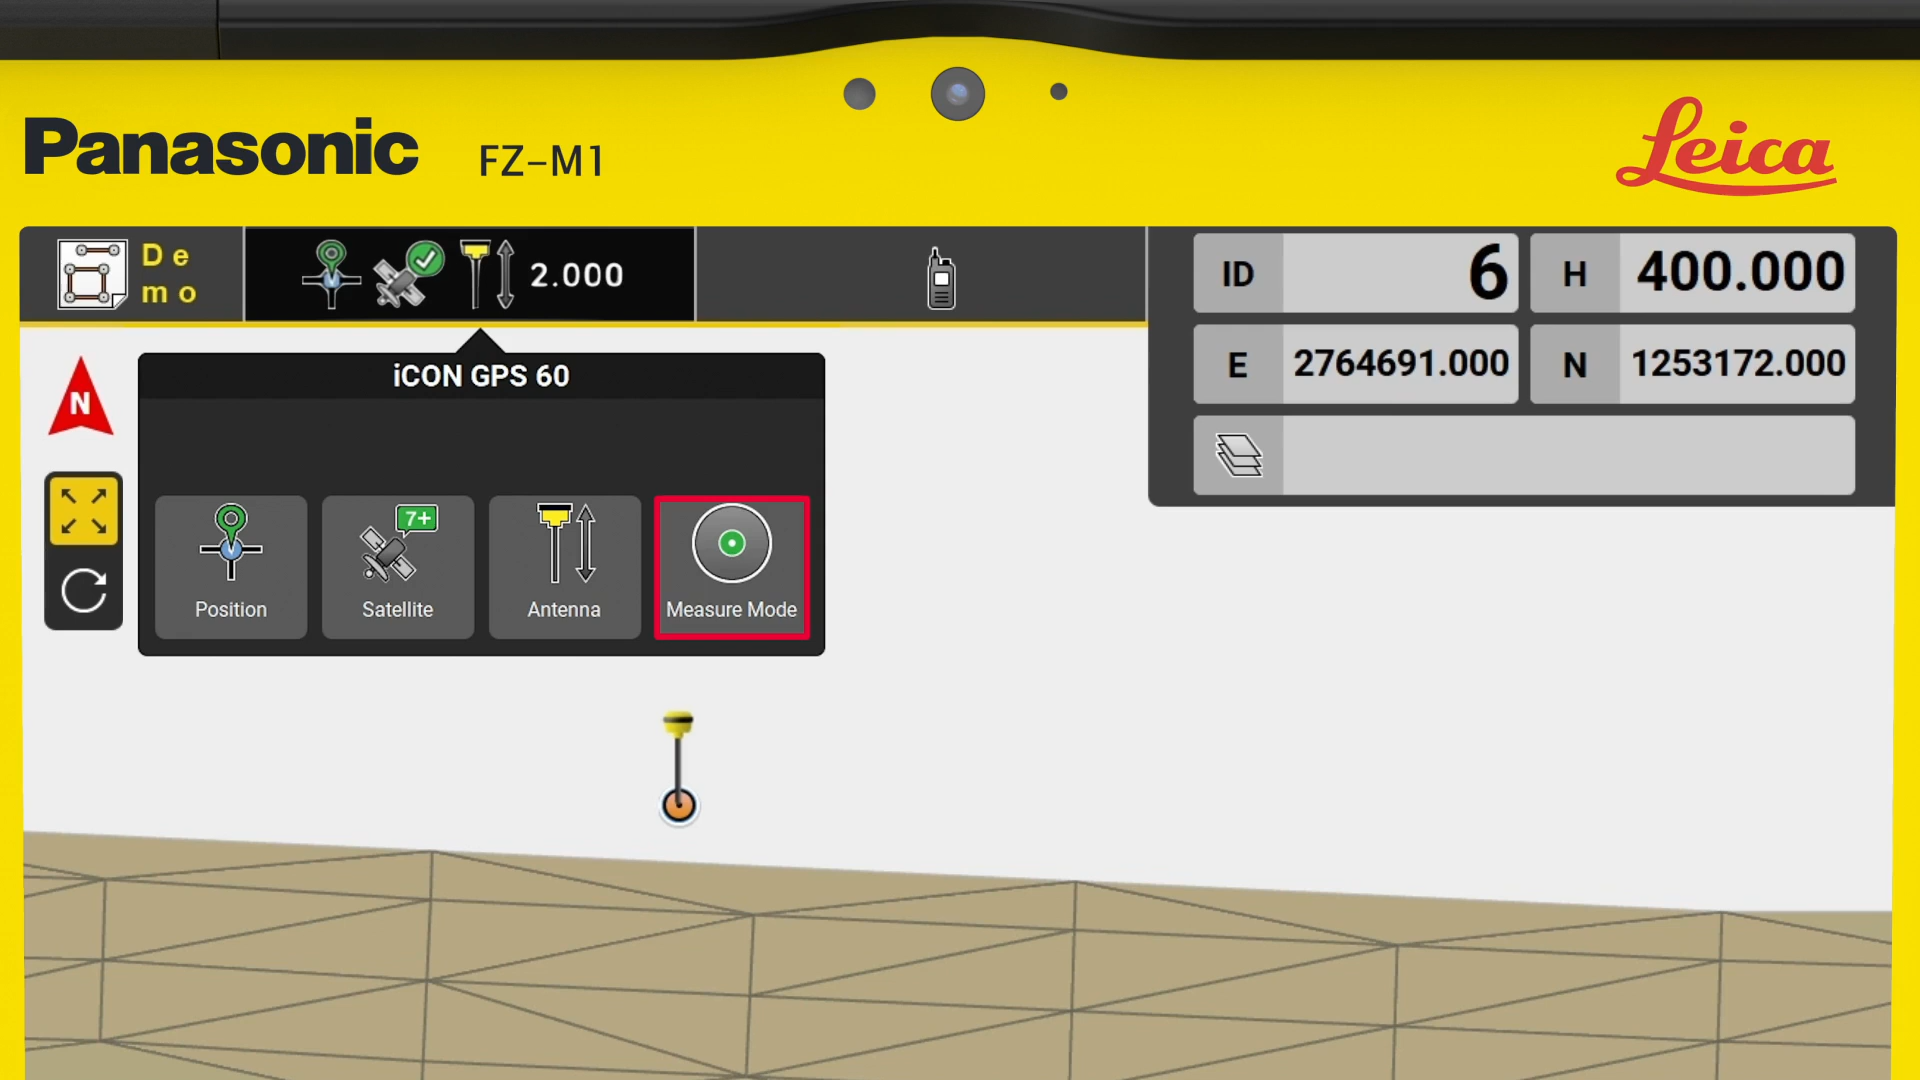 Panasonic FZ-M1
Leica
De
mo
2.000
ID 6 H 400.000
E 2764691.000 N 1253172.000
iCON GPS 60
N
7+
Position Satellite Antenna Measure Mode